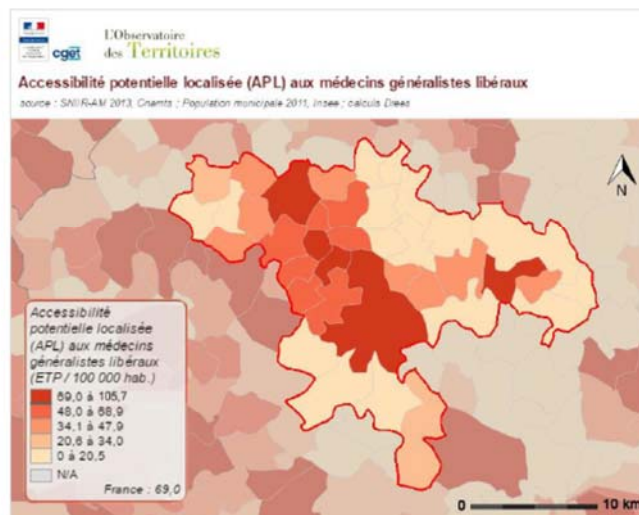 cget
L'Observatoire
des Territoires
Accessibilité potentielle localisée (APL) aux médecins généralistes libéraux
source : SNIIR-AM 2013, Cnamts ; Population municipale 2011, Insee ; calculs Drees
N
Accessibilité
potentielle localisée
(APL) aux médecins
généralistes libéraux
(ETP / 100 000 hab.)
69,0 à 105,7
48,0 à 68,9
34,1 à 47,9
20,6 à 34,0
0 à 20,5
N/A
France : 69,0
0 10 km